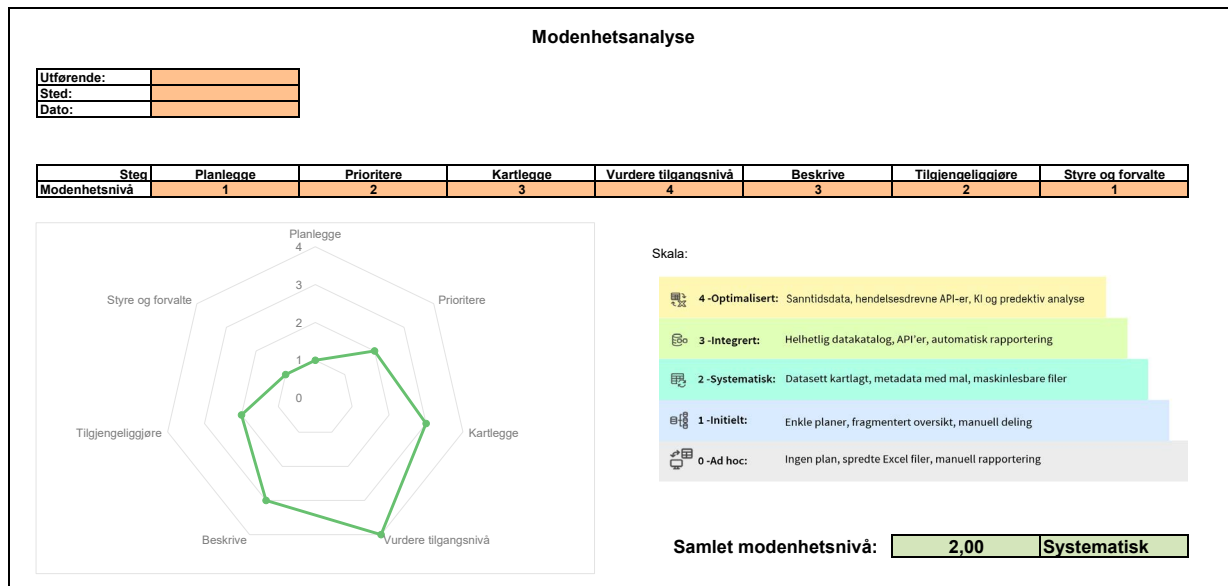 Modenhetsanalyse
Utførende:
Sted:
Dato:
Steg Planlegge Prioritere Kartlegge Vurdere tilgangsnivå Beskrive Tilgjengeliggjøre Styre og forvalte
Modenhetsnivå 1 2 3 4 3 2 1
Planlegge
4
Styre og forvalte
3
Prioritere
2
1
0
Tilgjengeliggjøre
Kartlegge
Beskrive
Vurdere tilgangsnivå
Skala:
4 -Optimalisert: Sanntidsdata, hendelsesdrevne API-er, KI og predektiv analyse
3 -Integrert: Helhetlig datakatalog, API'er, automatisk rapportering
2 -Systematisk: Datasett kartlagt, metadata med mal, maskinlesbare filer
1 -Initielt: Enkle planer, fragmentert oversikt, manuell deling
0 -Ad hoc: Ingen plan, spredte Excel filer, manuell rapportering
Samlet modenhetsnivå: 2,00 Systematisk